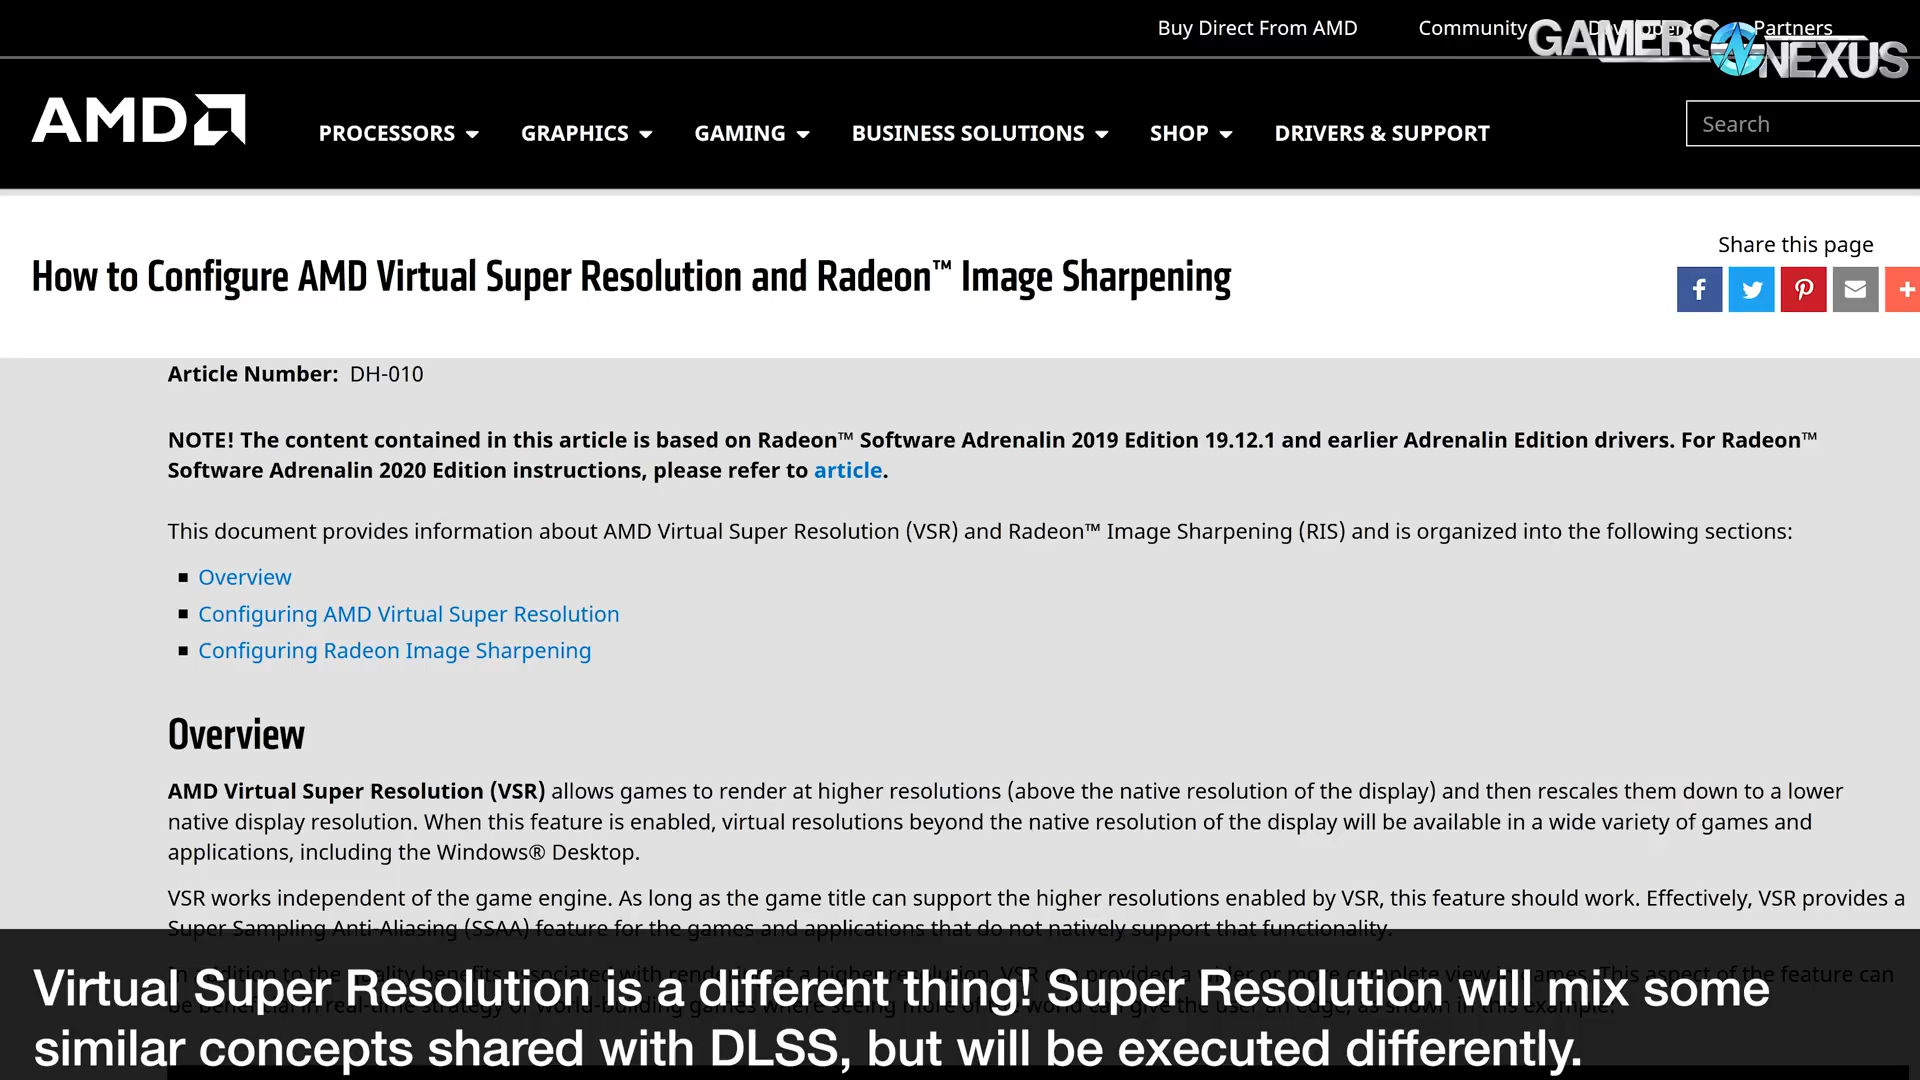 Buy Direct From AMD Community Developers Partners
GAMERS NEXUS
AMD
PROCESSORS GRAPHICS GAMING BUSINESS SOLUTIONS SHOP DRIVERS & SUPPORT
Search
Share this page
How to Configure AMD Virtual Super Resolution and Radeon™ Image Sharpening
Article Number: DH-010
NOTE! The content contained in this article is based on Radeon™ Software Adrenalin 2019 Edition 19.12.1 and earlier Adrenalin Edition drivers. For Radeon™
Software Adrenalin 2020 Edition instructions, please refer to article.
This document provides information about AMD Virtual Super Resolution (VSR) and Radeon™ Image Sharpening (RIS) and is organized into the following sections:
Overview
Configuring AMD Virtual Super Resolution
Configuring Radeon Image Sharpening
Overview
AMD Virtual Super Resolution (VSR) allows games to render at higher resolutions (above the native resolution of the display) and then rescales them down to a lower
native display resolution. When this feature is enabled, virtual resolutions beyond the native resolution of the display will be available in a wide variety of games and
applications, including the Windows® Desktop.
VSR works independent of the game engine. As long as the game title can support the higher resolutions enabled by VSR, this feature should work. Effectively, VSR provides a
Super Sampling Anti-Aliasing (SSAA) feature for the games and applications that do not natively support that functionality.
Virtual Super Resolution is a different thing! Super Resolution will mix some
similar concepts shared with DLSS, but will be executed differently.